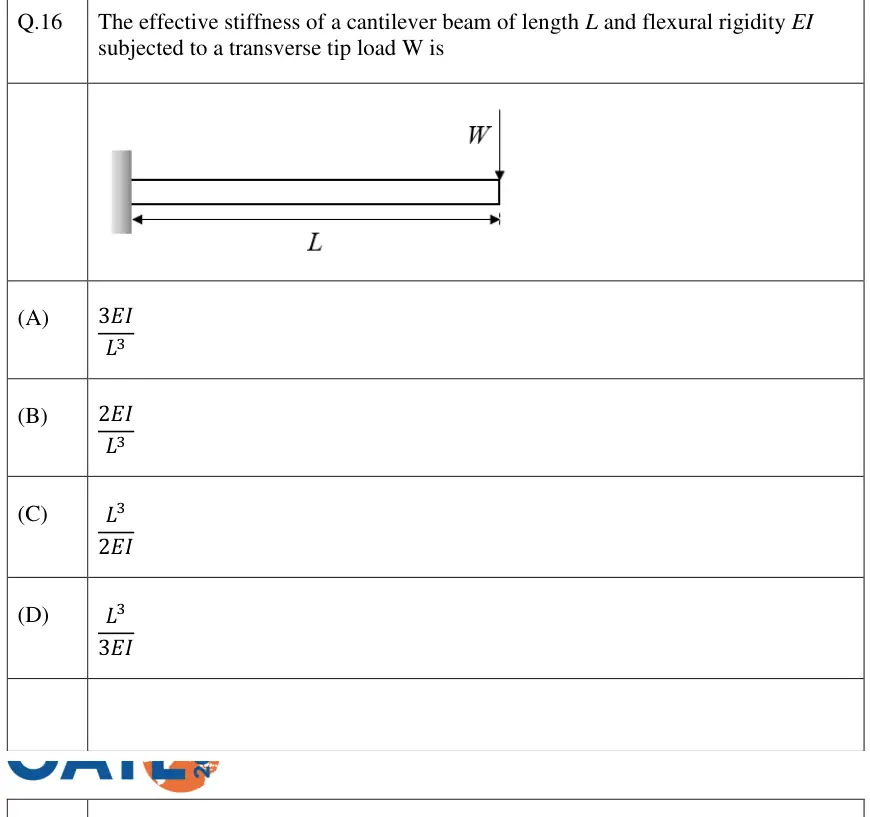 Q.16 The effective stiffness of a cantilever beam of length L and flexural rigidity EI
subjected to a transverse tip load W is
W
L
(A) 3EI
L³
(B) 2EI
L³
(C) L³
2EI
(D) L³
3EI